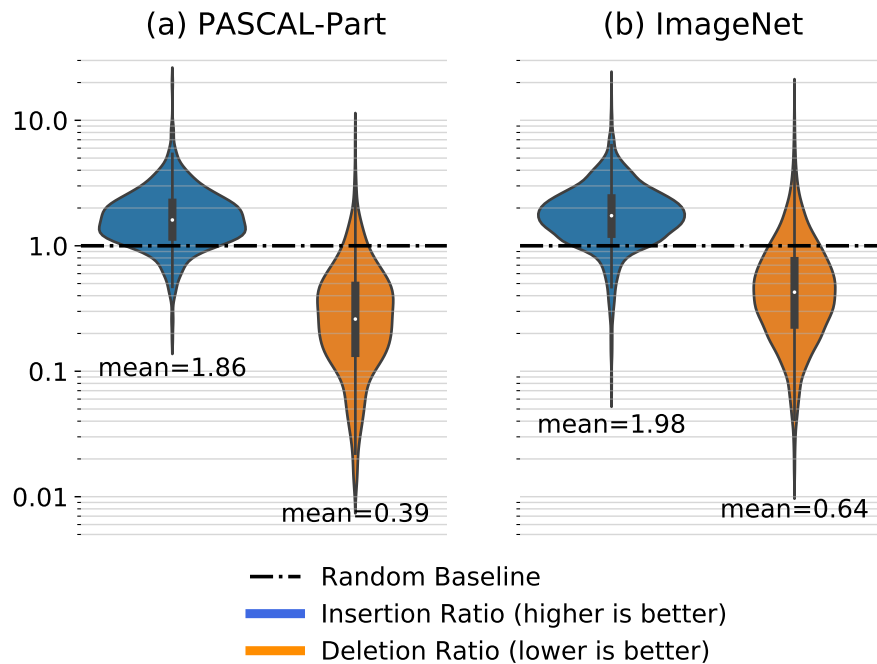 (a) PASCAL-Part
(b) ImageNet
10.0
1.0
0.1
0.01
mean=1.86
mean=0.39
mean=1.98
mean=0.64
Random Baseline
Insertion Ratio (higher is better)
Deletion Ratio (lower is better)